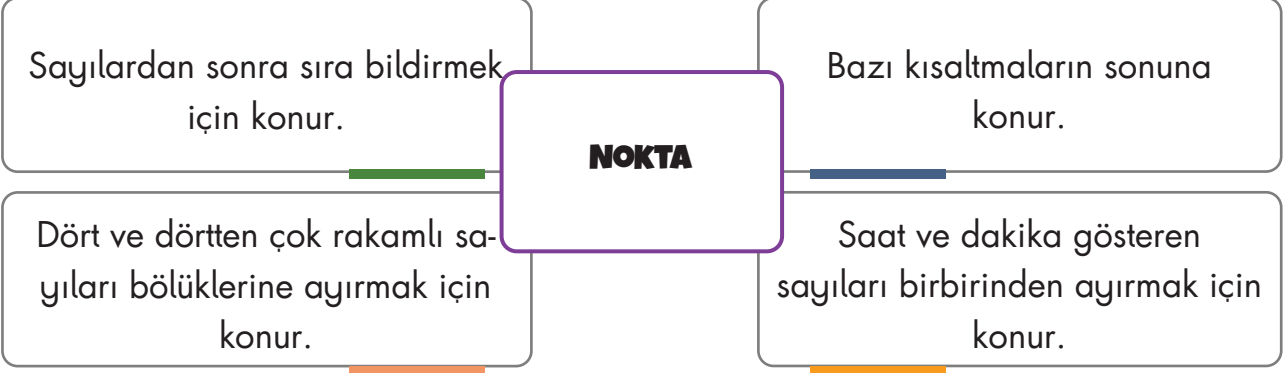 Sayılardan sonra sıra bildirmek
için konur.
Bazı kısaltmaların sonuna
konur.
NOKTA
Dört ve dörtten çok rakamlı sa-
yıları bölüklerine ayırmak için
konur.
Saat ve dakika gösteren
sayıları birbirinden ayırmak için
konur.